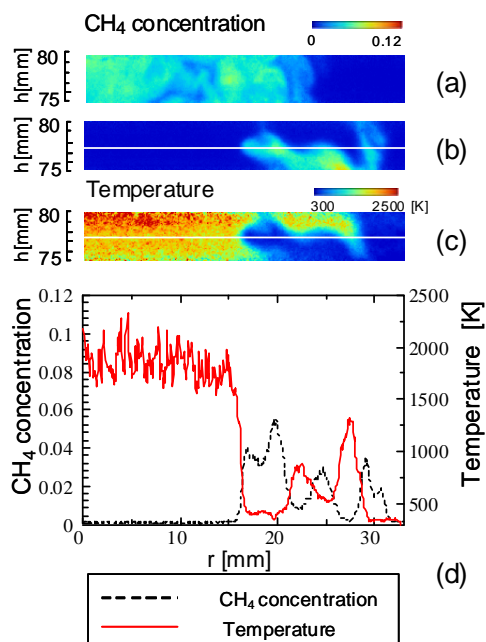 CH4 concentration
0 0.12
80
75
h[mm]
(a)
80
75
h[mm]
(b)
Temperature
300 2500 [K]
80
75
h[mm]
(c)
0.12 2500
0.1 2000
0.08
0.06 1500
0.04 1000
0.02 500
0
CH4 concentration
Temperature [K]
0 10 20 30
r [mm]
(d)
CH4 concentration
Temperature